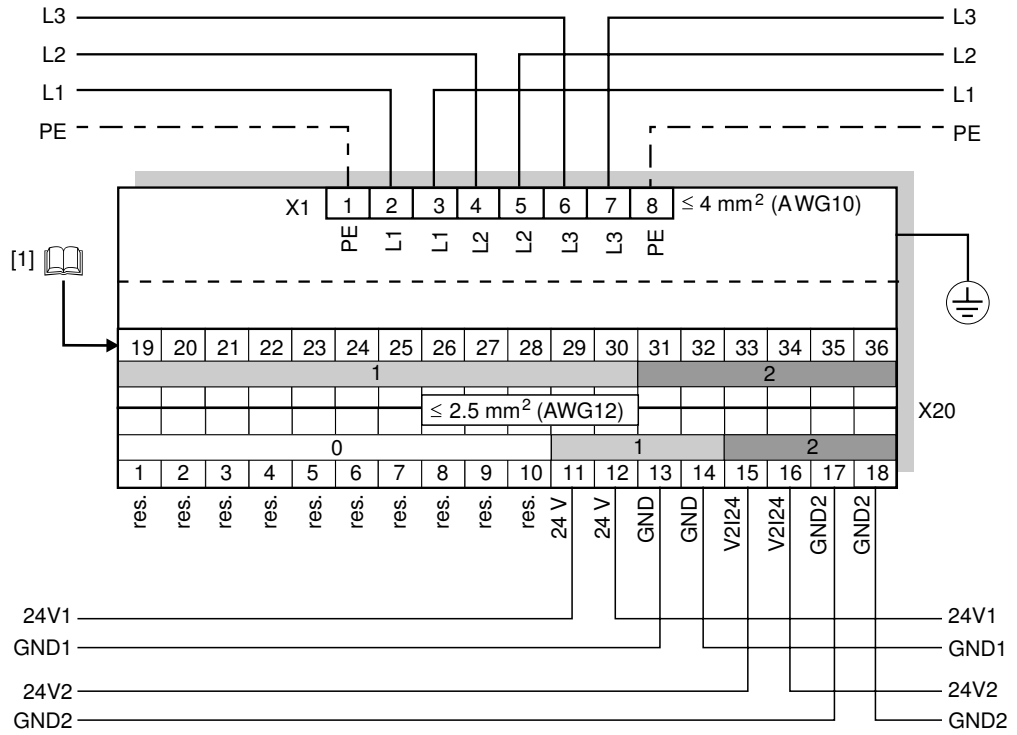 L3 L3
L2 L2
L1 L1
PE PE
X1 1 2 3 4 5 6 7 8 ≤ 4 mm² (AWG10)
PE L1 L1 L2 L2 L3 L3 PE
[1]
19 20 21 22 23 24 25 26 27 28 29 30 31 32 33 34 35 36
1 2
≤ 2.5 mm² (AWG12) X20
0 1 2
1 2 3 4 5 6 7 8 9 10 11 12 13 14 15 16 17 18
res. res. res. res. res. res. res. res. res. res. 24 V 24 V GND GND V2I24 V2I24 GND2 GND2
24V1 24V1
GND1 GND1
24V2 24V2
GND2 GND2